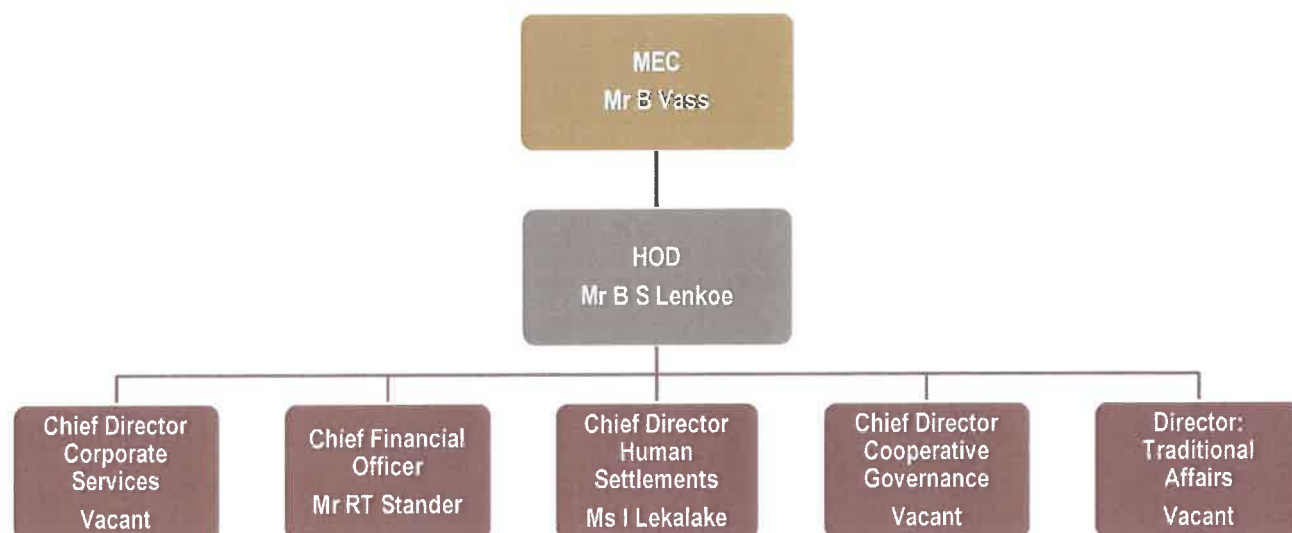 MEC
Mr B Vass
HOD
Mr B S Lenkoe
Chief Director
Corporate
Services
Vacant
Chief Financial
Officer
Mr RT Stander
Chief Director
Human
Settlements
Ms I Lekalake
Chief Director
Cooperative
Governance
Vacant
Director:
Traditional
Affairs
Vacant